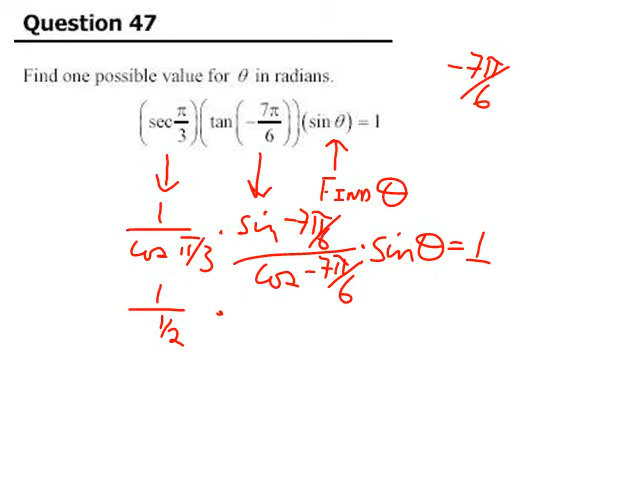 Question 47
Find one possible value for θ in radians.
(sec π/3)(tan(-7π/6))(sin θ) = 1
-7π/6
FIND θ
1/cos π/3 · sin -7π/6 / cos -7π/6 · sin θ = 1
1/1/2 ·